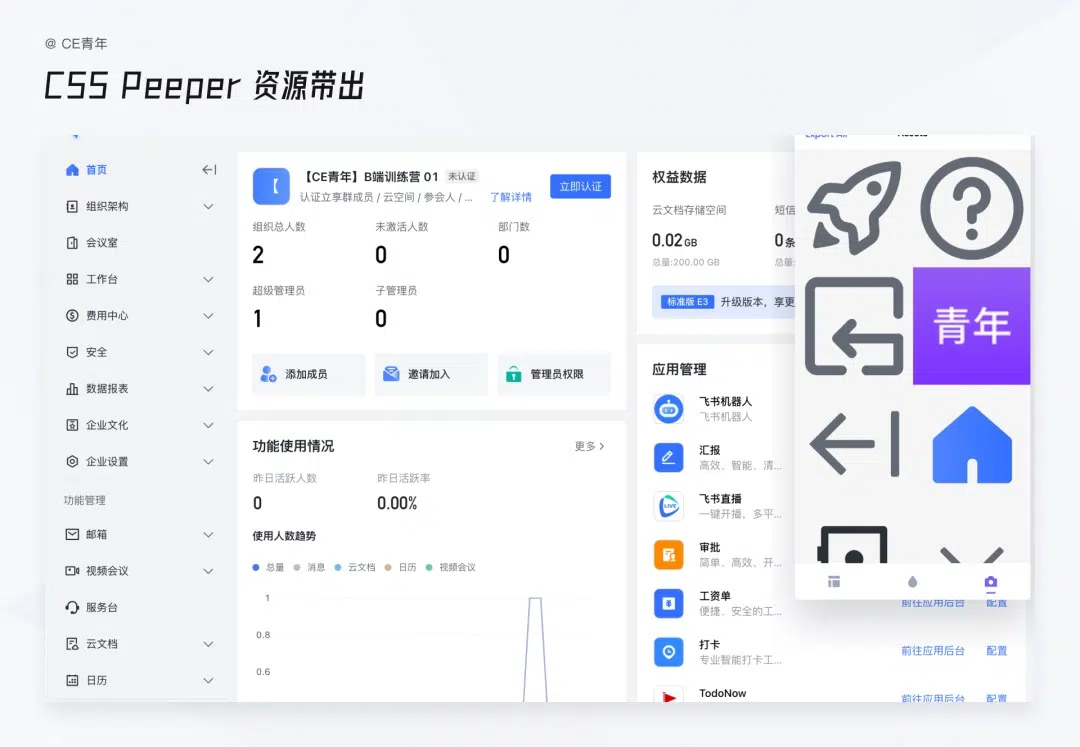 @ CE青年
CSS Peeper 资源带出
首页
组织架构
会议室
工作台
费用中心
安全
数据报表
企业文化
企业设置
功能管理
邮箱
视频会议
服务台
云文档
日历
【CE青年】B端训练营 01 未认证
认证立享群成员 / 云空间 / 参会人 / ... 了解详情
立即认证
组织总人数 未激活人数 部门数
2 0 0
超级管理员 子管理员
1 0
添加成员 邀请加入 管理员权限
功能使用情况 更多
昨日活跃人数 昨日活跃率
0 0.00%
使用人数趋势
总量 消息 云文档 日历 视频会议
1
0.8
0.6
权益数据
云文档存储空间 短信
0.02 GB 0 条
总量:200.00 GB 总量:
标准版 E3 升级版本，享更
应用管理
飞书机器人
飞书机器人
汇报
高效、智能、清...
飞书直播
LIVE
一键开播，多平...
审批
简单、高效、开...
工资单
便捷、安全的工...
前往应用后台 配置
打卡
专业智能打卡工...
前往应用后台 配置
TodoNow
前往应用后台 配置
Export All Assets
青年